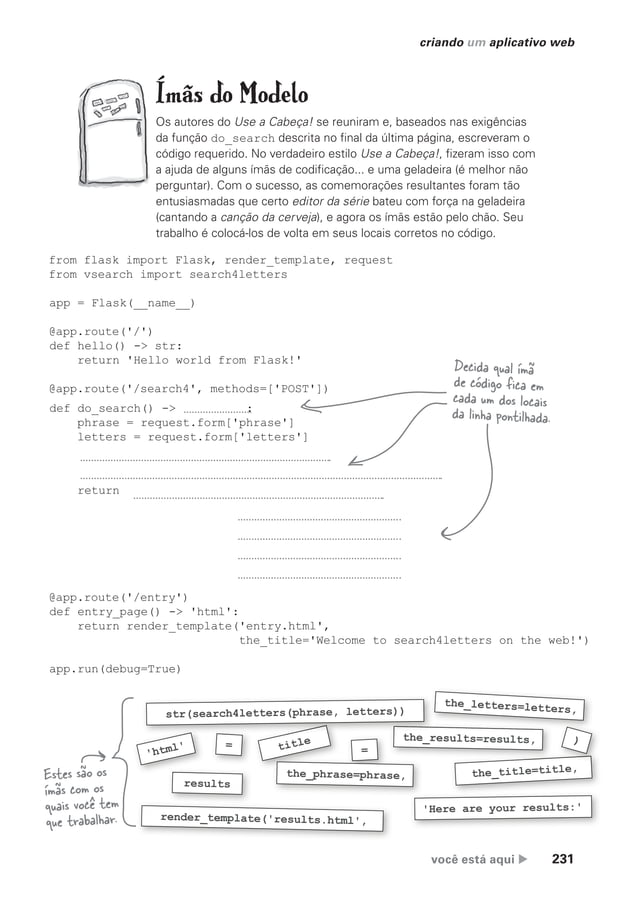 criando um aplicativo web
Ímãs do Modelo
Os autores do Use a Cabeça! se reuniram e, baseados nas exigências
da função do_search descrita no final da última página, escreveram o
código requerido. No verdadeiro estilo Use a Cabeça!, fizeram isso com
a ajuda de alguns ímãs de codificação... e uma geladeira (é melhor não
perguntar). Com o sucesso, as comemorações resultantes foram tão
entusiasmadas que certo editor da série bateu com força na geladeira
(cantando a canção da cerveja), e agora os ímãs estão pelo chão. Seu
trabalho é colocá-los de volta em seus locais corretos no código.
from flask import Flask, render_template, request
from vsearch import search4letters
app = Flask(__name__)
@app.route('/')
def hello() -> str:
    return 'Hello world from Flask!'
@app.route('/search4', methods=['POST'])
def do_search() -> ........................:
    phrase = request.form['phrase']
    letters = request.form['letters']
    return
Decida qual ímã
de código fica em
cada um dos locais
da linha pontilhada.
@app.route('/entry')
def entry_page() -> 'html':
    return render_template('entry.html',
                           the_title='Welcome to search4letters on the web!')
app.run(debug=True)
str(search4letters(phrase, letters))
the_letters=letters,
'html'
=
title
=
the_results=results,
)
results
the_phrase=phrase,
the_title=title,
render_template('results.html',
'Here are your results:'
Estes são os
ímãs com os
quais você tem
que trabalhar.
você está aqui ▶ 231